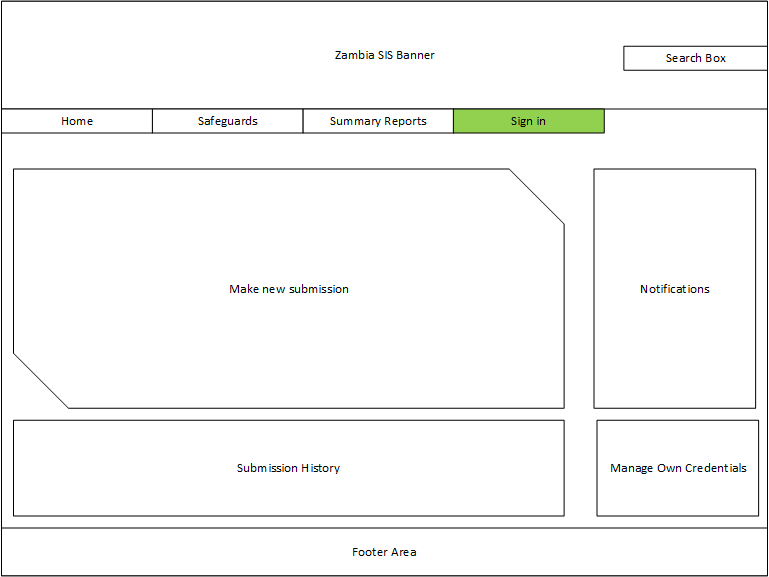 Zambia SIS Banner
Search Box
Home
Safeguards
Summary Reports
Sign in
Make new submission
Notifications
Submission History
Manage Own Credentials
Footer Area